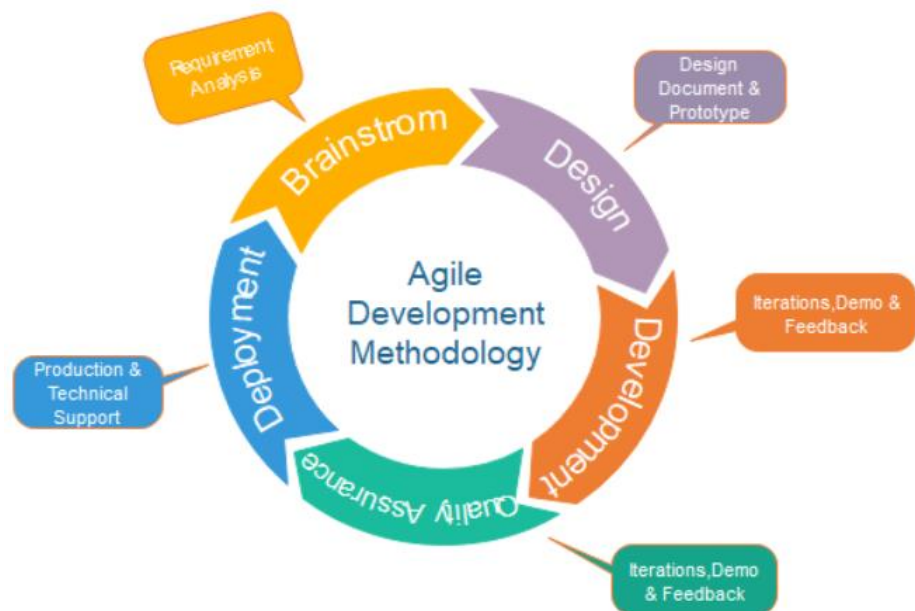 Requirement
Analysis
Brainstrom
Design
Document &
Prototype
Design
Iterations,Demo &
Feedback
Development
Agile
Development
Methodology
Deployment
Production &
Technical
Support
Quality Assurance
Iterations,Demo
& Feedback